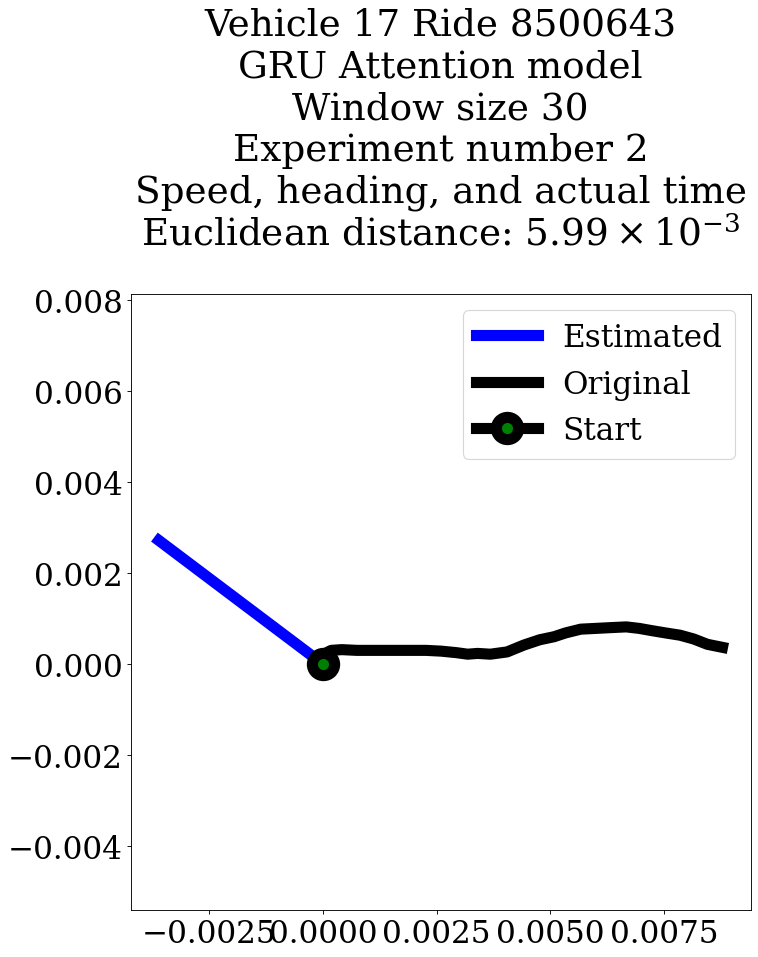 Vehicle 17 Ride 8500643
GRU Attention model
Window size 30
Experiment number 2
Speed, heading, and actual time
Euclidean distance: 5.99 × 10⁻³
0.008
0.006
0.004
0.002
0.000
−0.002
−0.004
Estimated
Original
Start
−0.0025
0.0000
0.0025
0.0050
0.0075